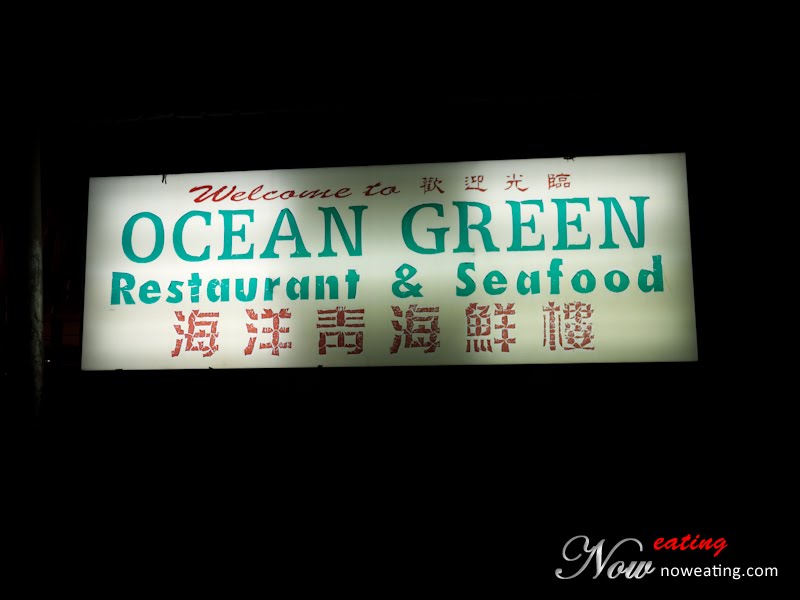 Welcome to 歡迎光臨
OCEAN GREEN
Restaurant & Seafood
海洋青海鮮樓
eating
Now noweating.com